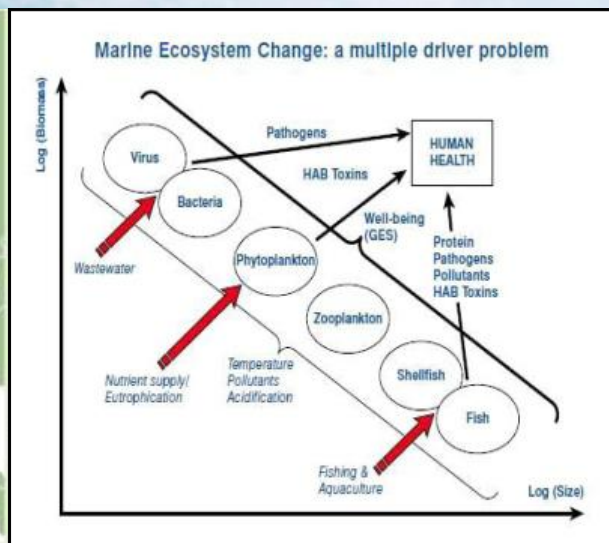 Marine Ecosystem Change: a multiple driver problem
Log (Biomass)
Virus
Bacteria
Phytoplankton
Zooplankton
Shellfish
Fish
Pathogens
HAB Toxins
HUMAN
HEALTH
Well-being
(GES)
Protein
Pathogens
Pollutants
HAB Toxins
Wastewater
Nutrient supply/
Eutrophication
Temperature
Pollutants
Acidification
Fishing &
Aquaculture
Log (Size)